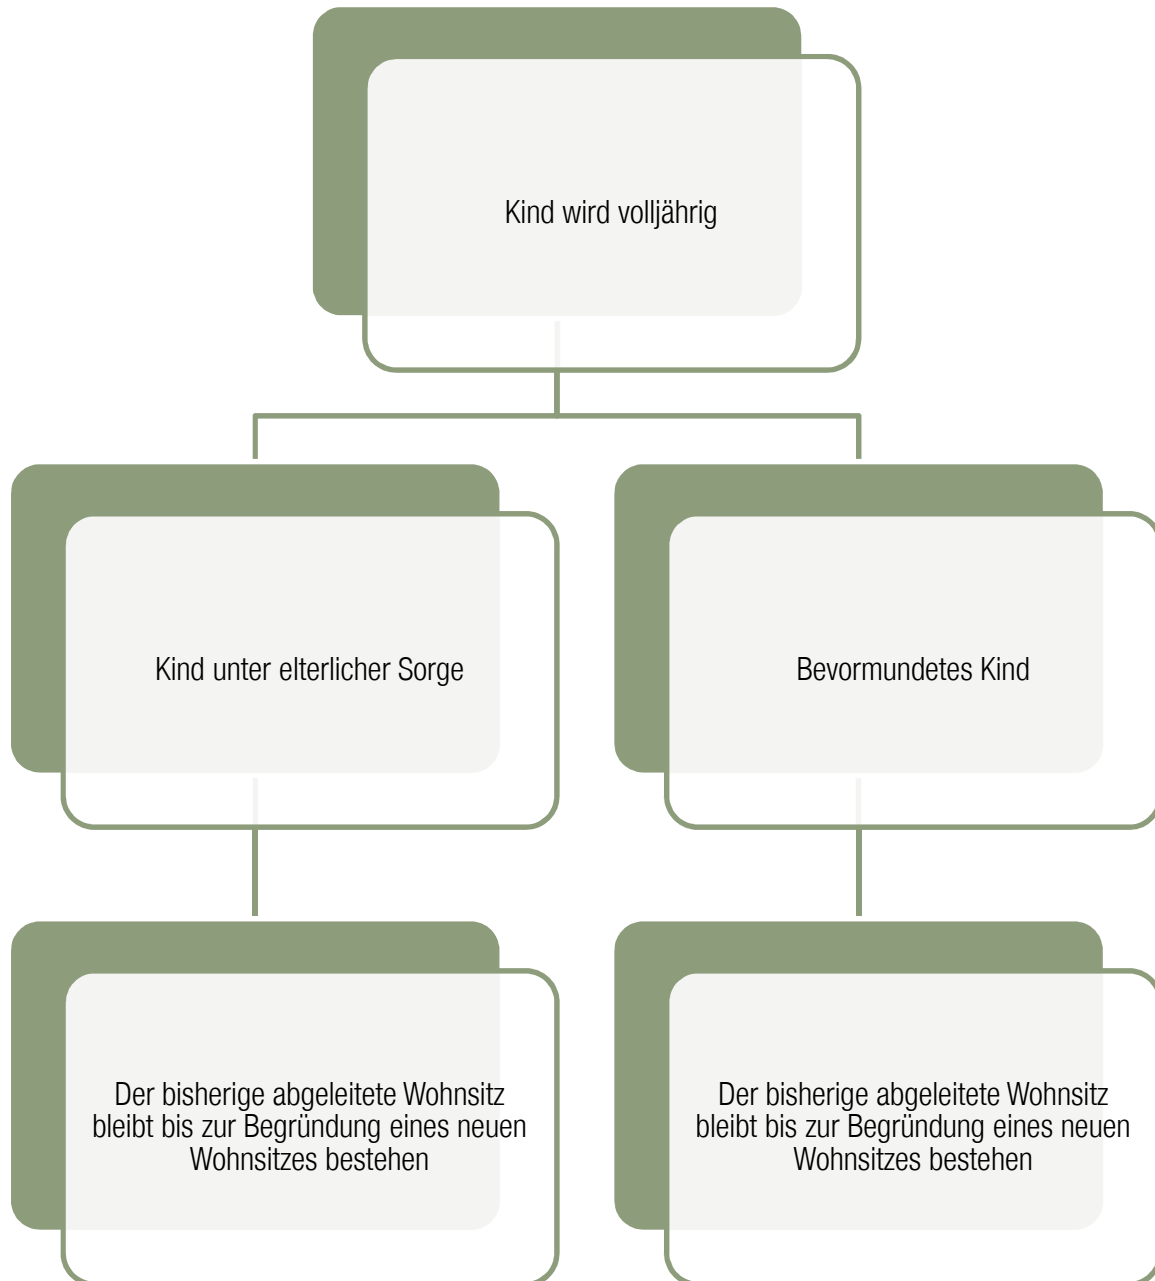 Kind wird volljährig
Kind unter elterlicher Sorge
Bevormundetes Kind
Der bisherige abgeleitete Wohnsitz
bleibt bis zur Begründung eines neuen
Wohnsitzes bestehen
Der bisherige abgeleitete Wohnsitz
bleibt bis zur Begründung eines neuen
Wohnsitzes bestehen